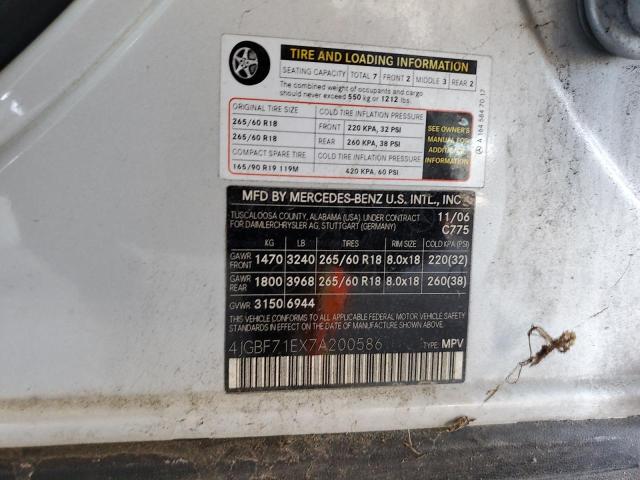 TIRE AND LOADING INFORMATION
SEATING CAPACITY TOTAL 7 FRONT 2 MIDDLE 3 REAR 2
The combined weight of occupants and cargo
should never exceed 550 kg or 1212 lbs.
ORIGINAL TIRE SIZE COLD TIRE INFLATION PRESSURE
265/60 R18 FRONT 220 KPA, 32 PSI
265/60 R18 REAR 260 KPA, 38 PSI
COMPACT SPARE TIRE COLD TIRE INFLATION PRESSURE
165/90 R19 119M 420 KPA, 60 PSI
SEE OWNER'S
MANUAL FOR
ADDITIONAL
INFORMATION
A 164 584 70 17
MFD BY MERCEDES-BENZ U.S. INTL., INC.
TUSCALOOSA COUNTY, ALABAMA (USA) UNDER CONTRACT 11/06
FOR DAIMLERCHRYSLER AG, STUTTGART (GERMANY) C775
KG LB TIRES RIM SIZE COLD KPA (PSI)
GAWR FRONT 1470 3240 265/60 R18 8.0x18 220(32)
GAWR REAR 1800 3968 265/60 R18 8.0x18 260(38)
GVWR 3150 6944
THIS VEHICLE CONFORMS TO ALL APPLICABLE FEDERAL MOTOR VEHICLE SAFETY
STANDARDS IN EFFECT ON THE DATE OF MANUFACTURE SHOWN ABOVE.
4JGBF71EX7A200586 TYPE: MPV